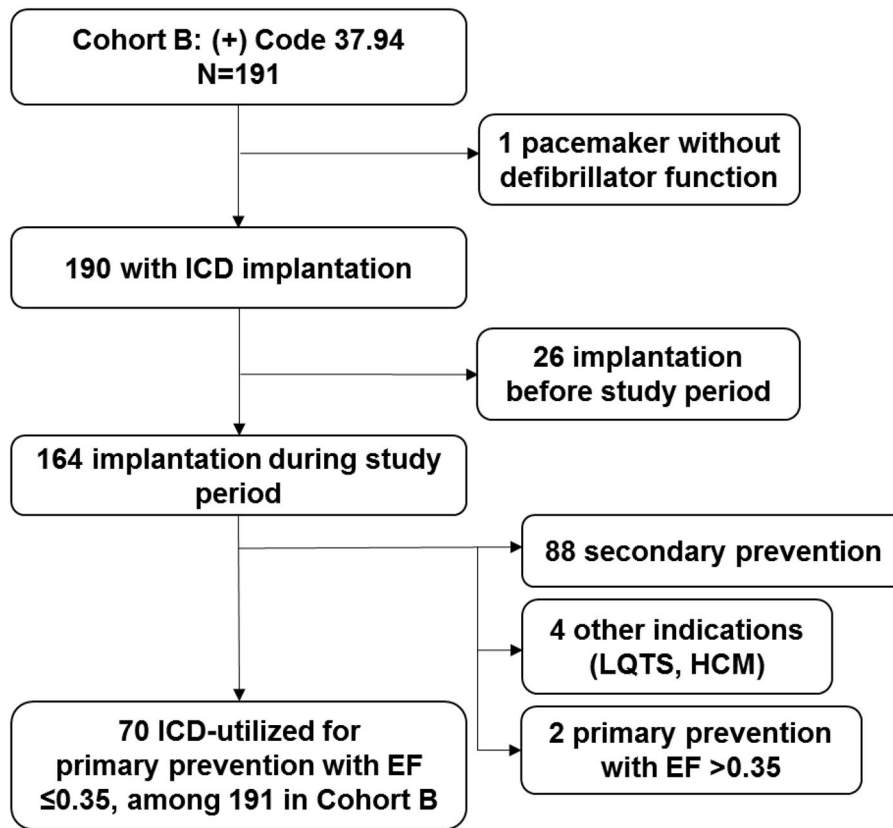 Cohort B: (+) Code 37.94
N=191
1 pacemaker without
defibrillator function
190 with ICD implantation
26 implantation
before study period
164 implantation during study
period
88 secondary prevention
4 other indications
(LQTS, HCM)
70 ICD-utilized for
primary prevention with EF
≤0.35, among 191 in Cohort B
2 primary prevention
with EF >0.35